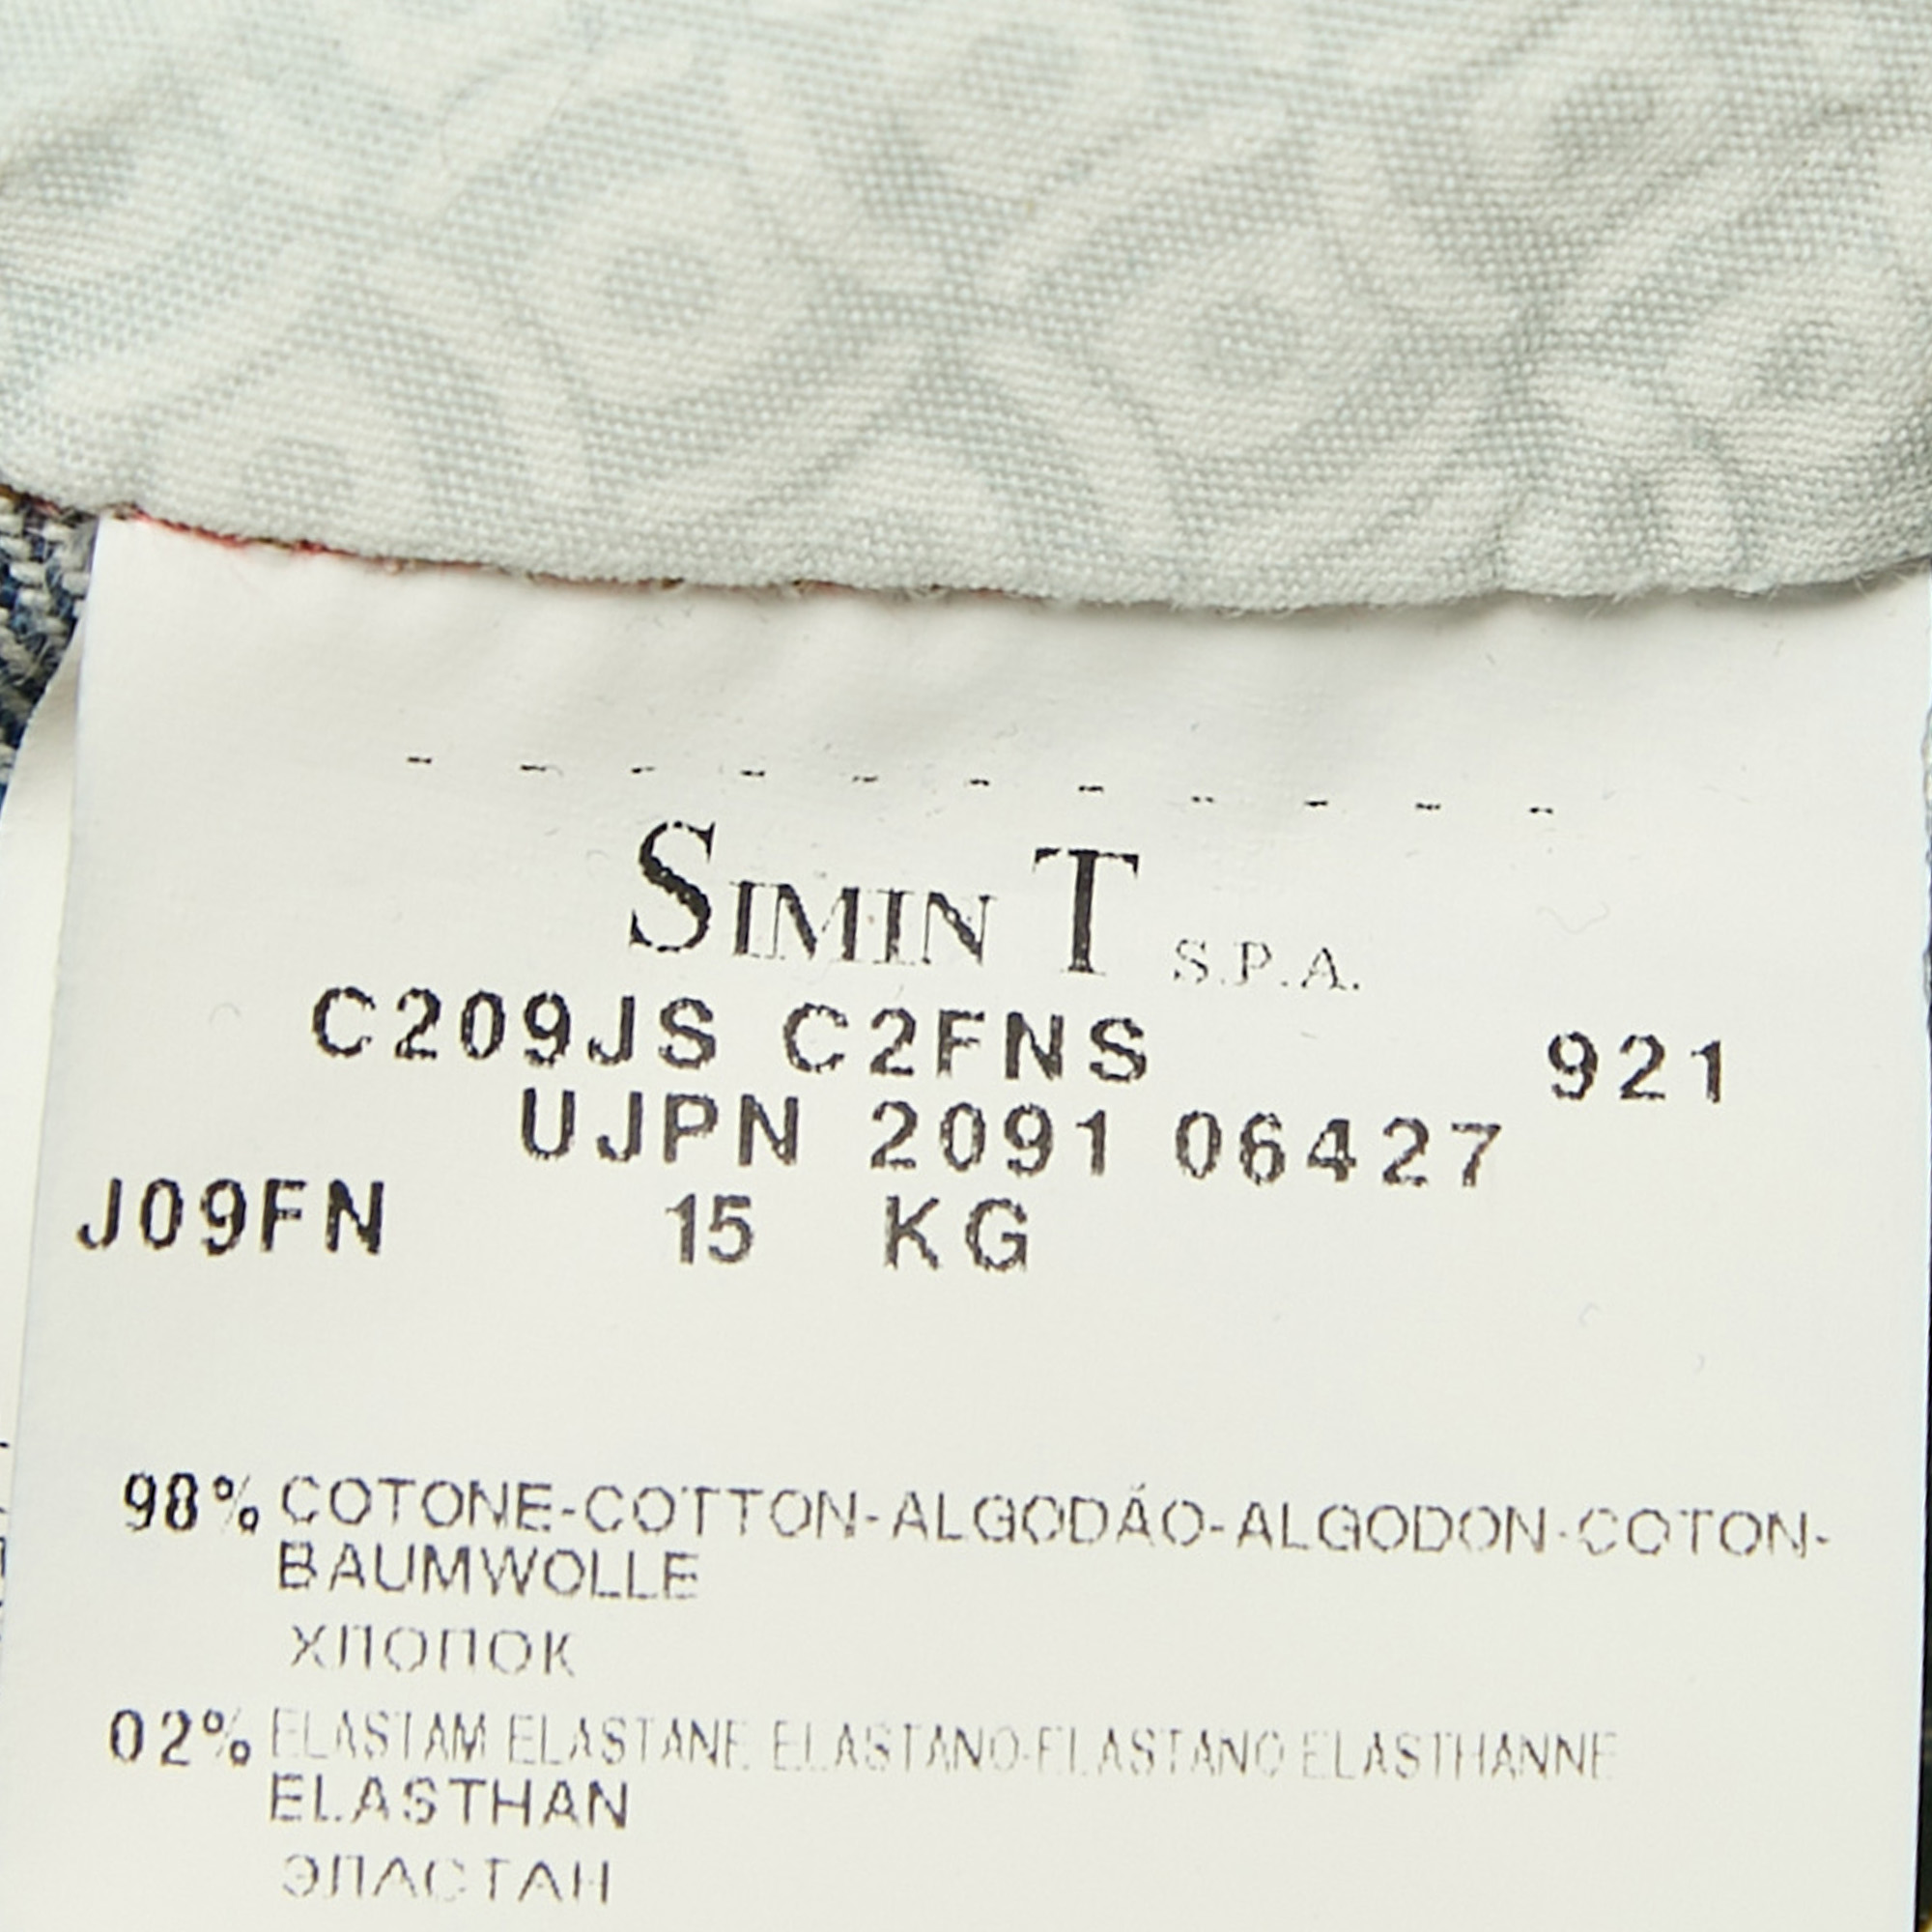 SIMIN T S.P.A.
C209JS C2FNS 921
UJPN 2091 06427
J09FN 15 KG
98% COTONE-COTTON-ALGODÃO-ALGODON-COTON-
BAUMWOLLE
ХЛОПОК
02% ELASTAM ELASTANE ELASTANO-ELASTANO ELASTHANNE
ELASTHAN
ЭЛАСТАН